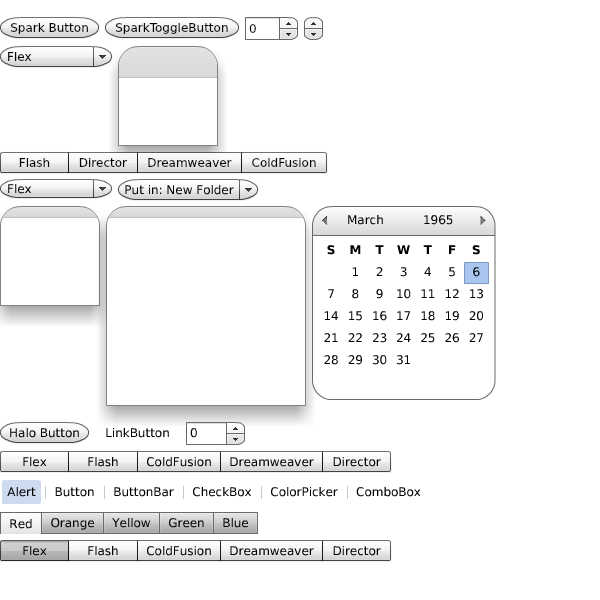 Spark Button SparkToggleButton 0
Flex
Flash Director Dreamweaver ColdFusion
Flex Put in: New Folder
March 1965
S M T W T F S
1 2 3 4 5 6
7 8 9 10 11 12 13
14 15 16 17 18 19 20
21 22 23 24 25 26 27
28 29 30 31
Halo Button LinkButton 0
Flex Flash ColdFusion Dreamweaver Director
Alert Button ButtonBar CheckBox ColorPicker ComboBox
Red Orange Yellow Green Blue
Flex Flash ColdFusion Dreamweaver Director